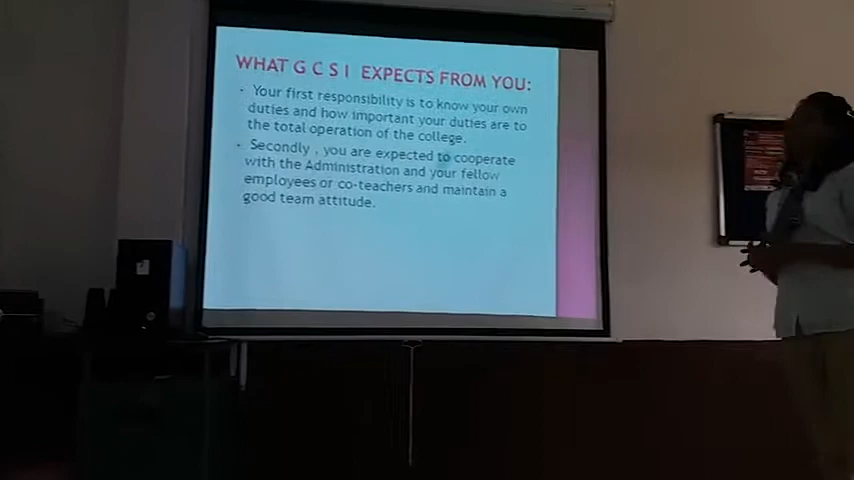 WHAT G C S I EXPECTS FROM YOU:
• Your first responsibility is to know your own
duties and how important your duties are to
the total operation of the college.
• Secondly , you are expected to cooperate
with the Administration and your fellow
employees or co-teachers and maintain a
good team attitude.